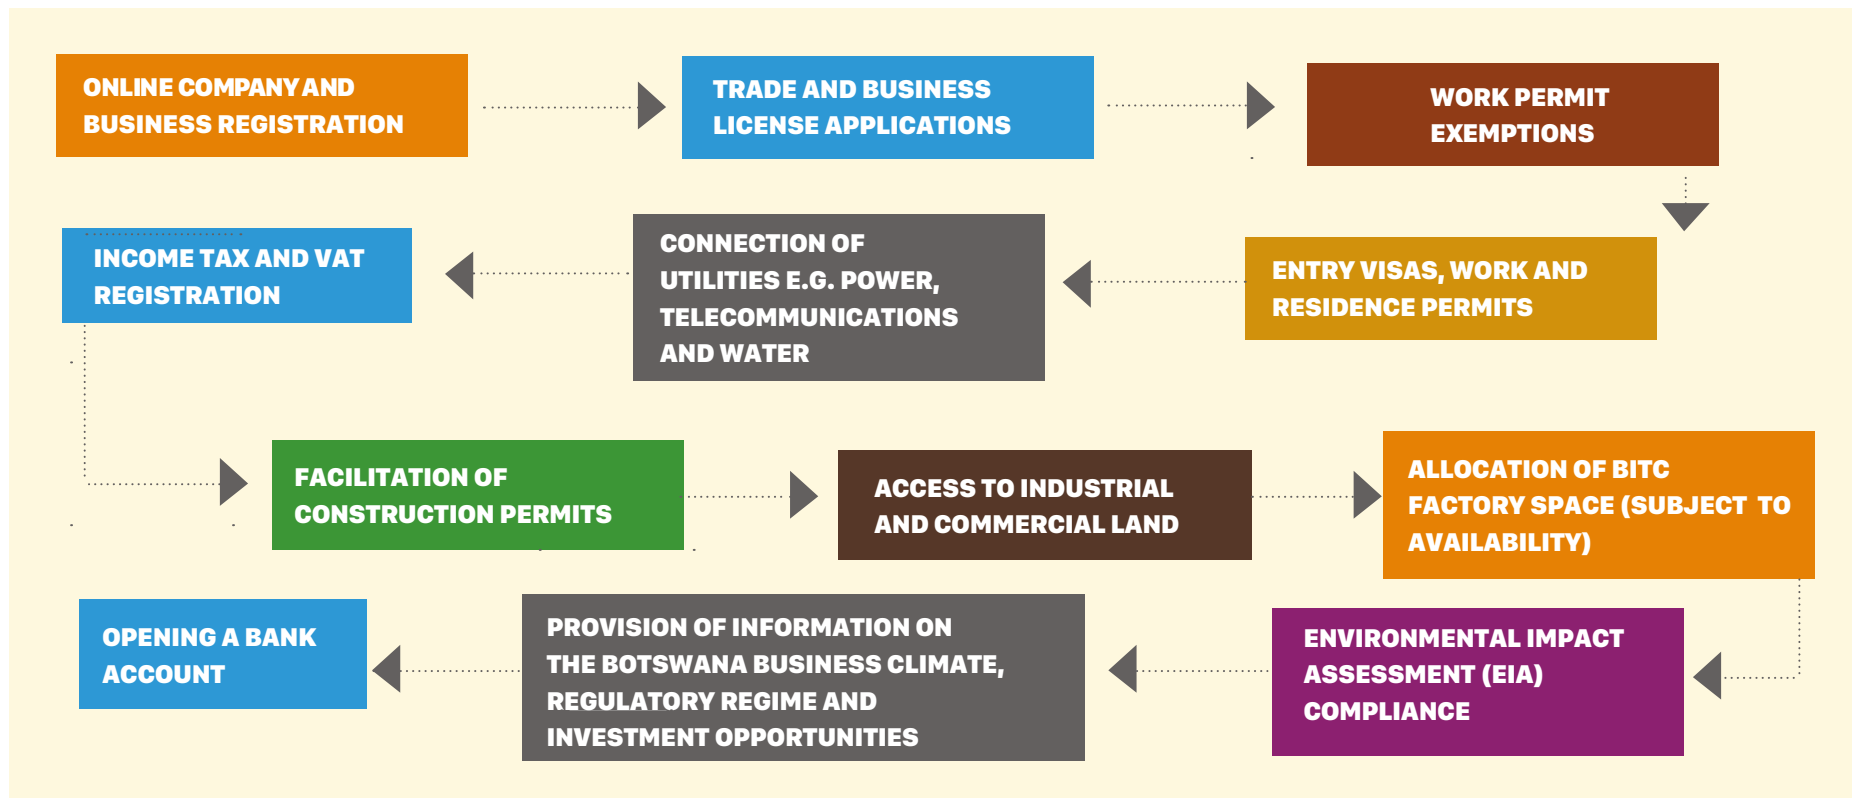 ONLINE COMPANY AND
BUSINESS REGISTRATION
TRADE AND BUSINESS
LICENSE APPLICATIONS
WORK PERMIT
EXEMPTIONS
ENTRY VISAS, WORK AND
RESIDENCE PERMITS
CONNECTION OF
UTILITIES E.G. POWER,
TELECOMMUNICATIONS
AND WATER
INCOME TAX AND VAT
REGISTRATION
FACILITATION OF
CONSTRUCTION PERMITS
ACCESS TO INDUSTRIAL
AND COMMERCIAL LAND
ALLOCATION OF BITC
FACTORY SPACE (SUBJECT TO
AVAILABILITY)
ENVIRONMENTAL IMPACT
ASSESSMENT (EIA)
COMPLIANCE
PROVISION OF INFORMATION ON
THE BOTSWANA BUSINESS CLIMATE,
REGULATORY REGIME AND
INVESTMENT OPPORTUNITIES
OPENING A BANK
ACCOUNT